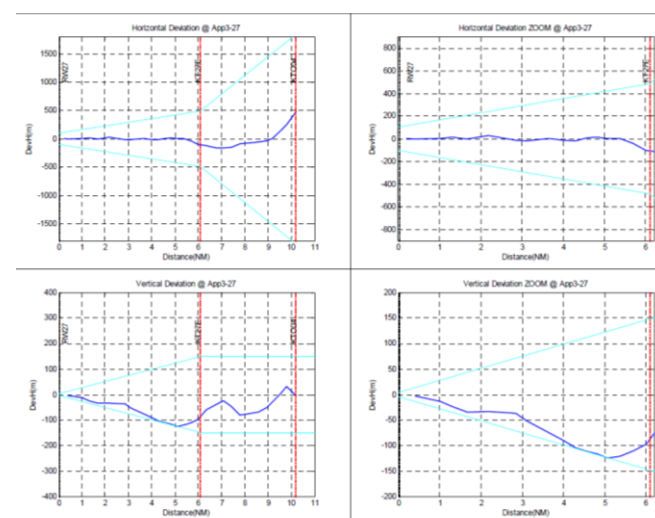 Horizontal Deviation @ App3-27
1500
1000
500
0
-500
-1000
-1500
DevH(m)
RW27
0 1 2 3 4 5 6 7 8 9 10 11
Distance(NM)
Horizontal Deviation ZOOM @ App3-27
800
600
400
200
0
-200
-400
-600
-800
DevH(m)
RW27
0 1 2 3 4 5 6
Distance(NM)
Vertical Deviation @ App3-27
400
300
200
100
0
-100
-200
-300
-400
DevH(m)
RW27
0 1 2 3 4 5 6 7 8 9 10 11
Distance(NM)
Vertical Deviation ZOOM @ App3-27
200
150
100
50
0
-50
-100
-150
-200
DevH(m)
0 1 2 3 4 5 6
Distance(NM)